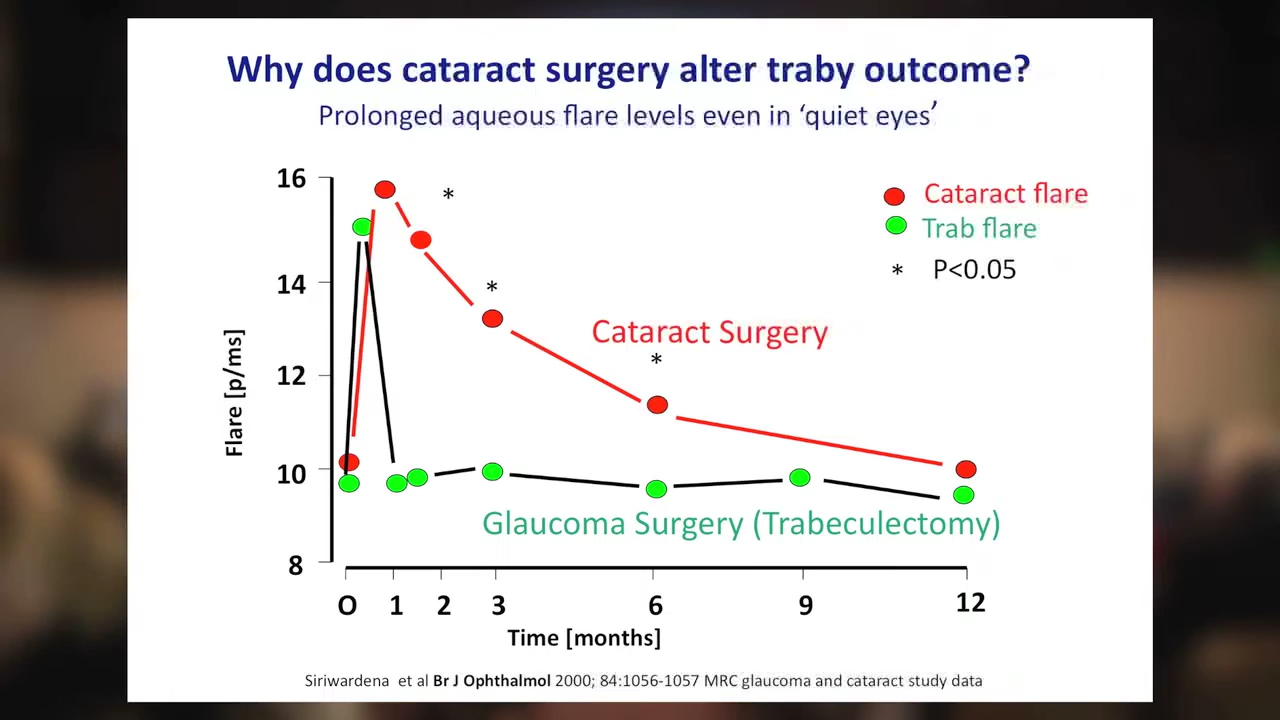 Why does cataract surgery alter traby outcome?
Prolonged aqueous flare levels even in ‘quiet eyes’
16
14
12
10
8
Flare [p/ms]
*
*
*
Cataract flare
Trab flare
* P<0.05
Cataract Surgery
Glaucoma Surgery (Trabeculectomy)
O 1 2 3 6 9 12
Time [months]
Siriwardena et al Br J Ophthalmol 2000; 84:1056-1057 MRC glaucoma and cataract study data